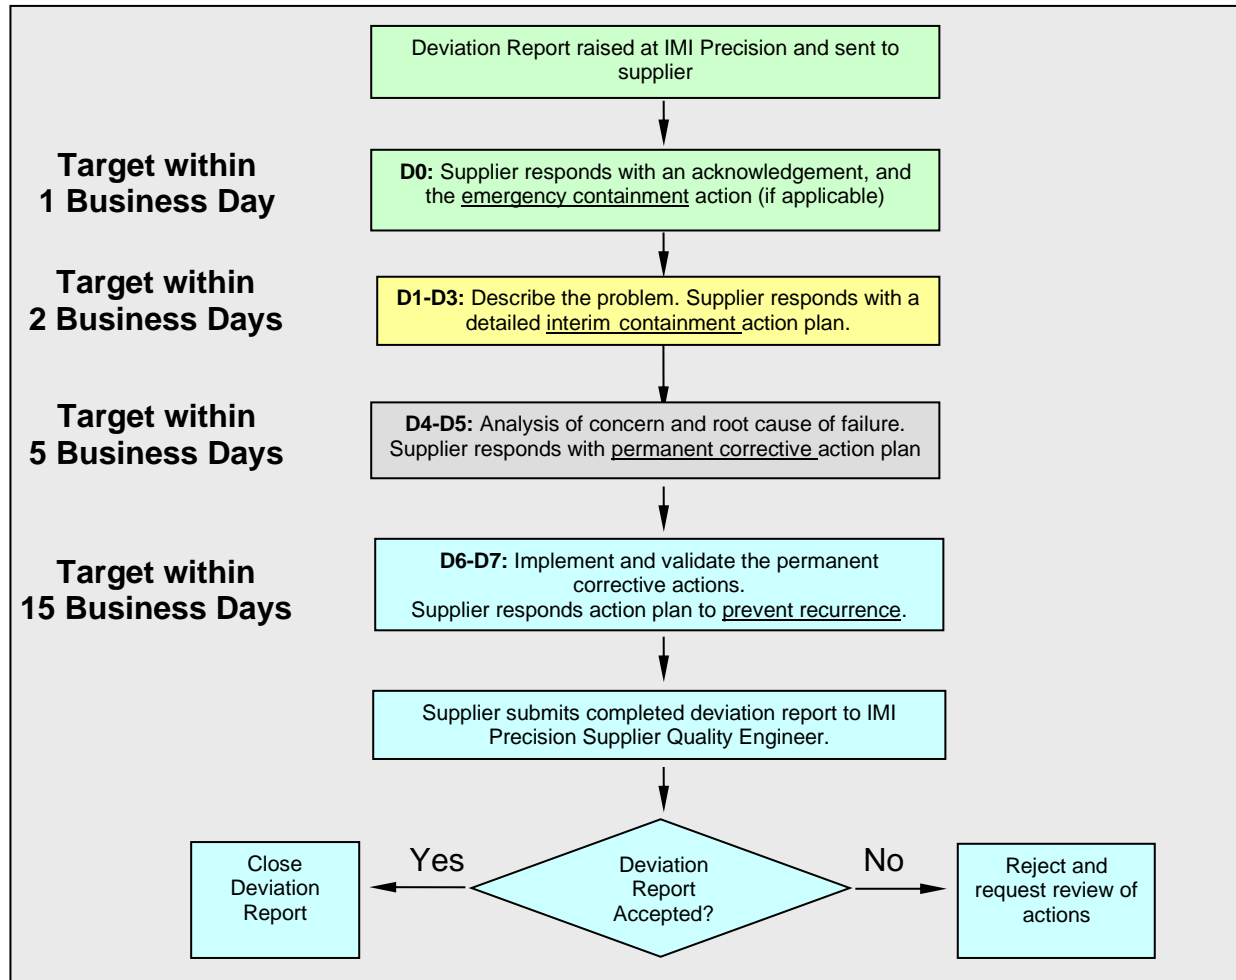 Deviation Report raised at IMI Precision and sent to
supplier
Target within
1 Business Day
D0: Supplier responds with an acknowledgement, and
the emergency containment action (if applicable)
Target within
2 Business Days
D1-D3: Describe the problem. Supplier responds with a
detailed interim containment action plan.
Target within
5 Business Days
D4-D5: Analysis of concern and root cause of failure.
Supplier responds with permanent corrective action plan
Target within
15 Business Days
D6-D7: Implement and validate the permanent
corrective actions.
Supplier responds action plan to prevent recurrence.
Supplier submits completed deviation report to IMI
Precision Supplier Quality Engineer.
Close
Deviation
Report
Yes
Deviation
Report
Accepted?
No
Reject and
request review of
actions